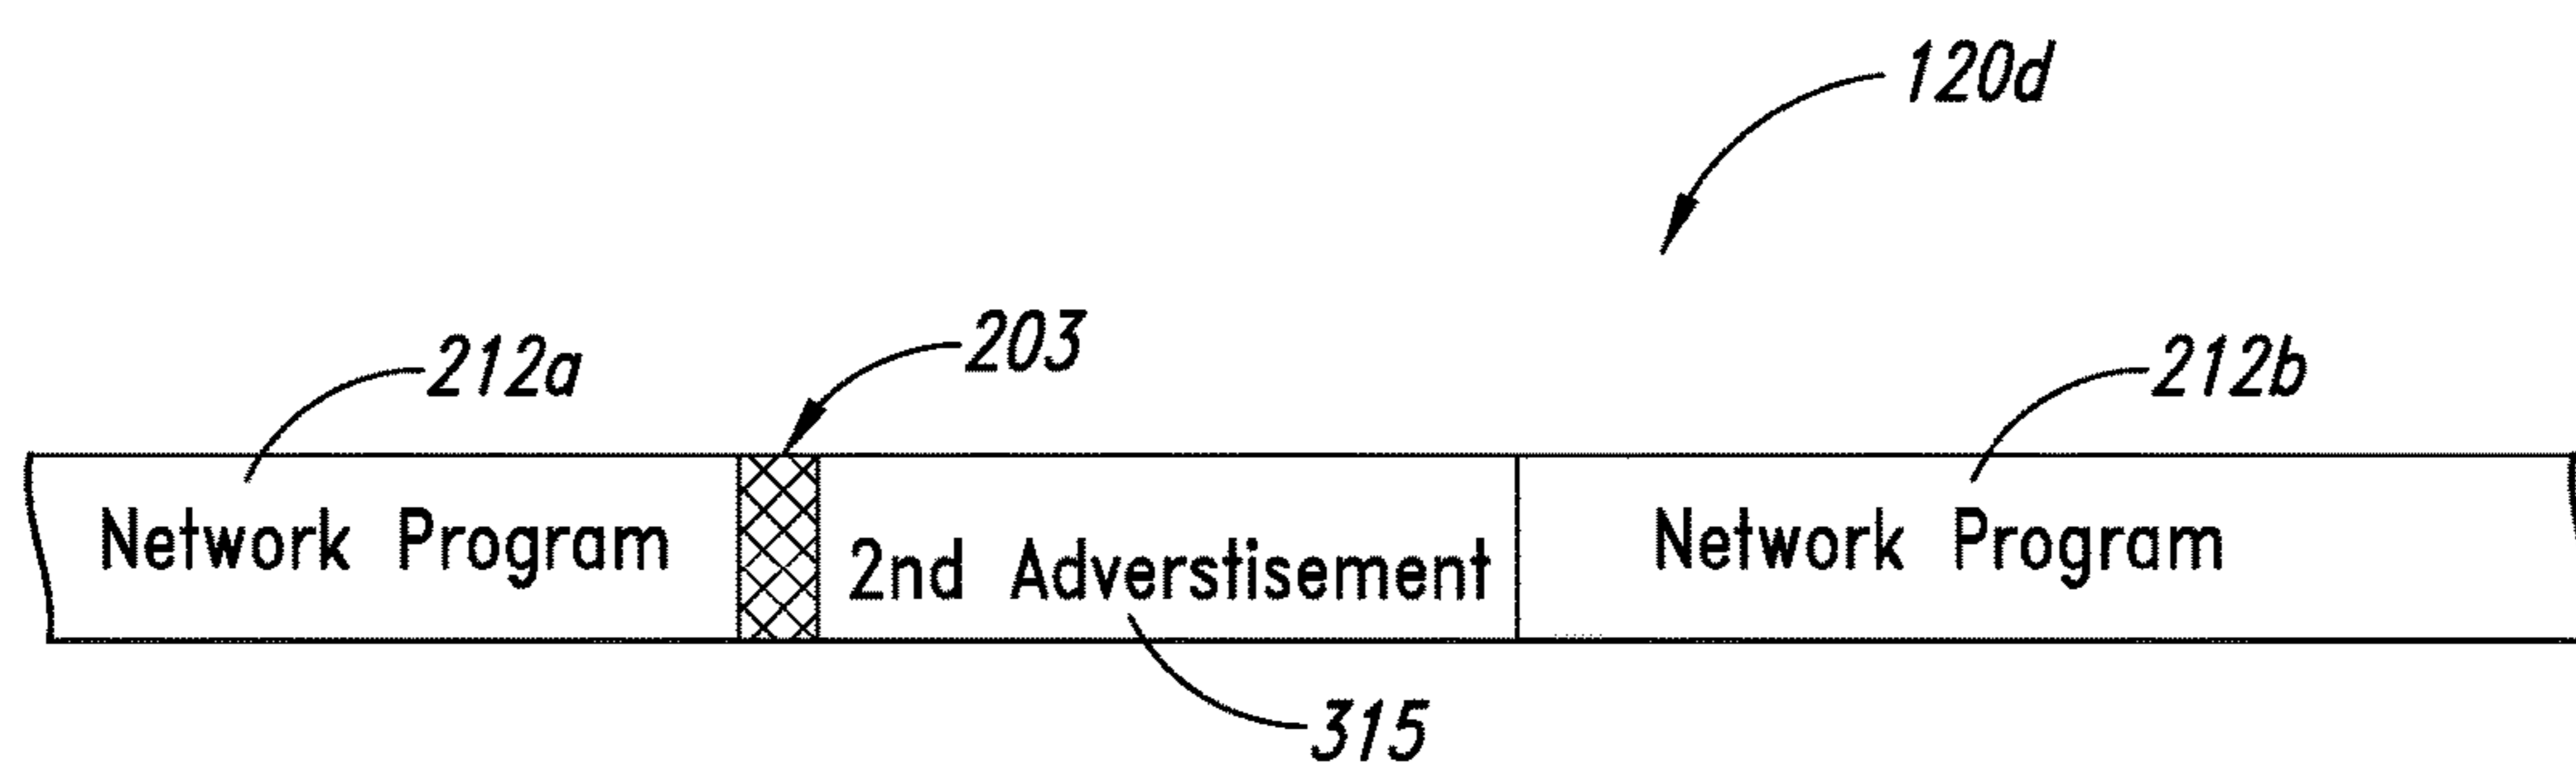 120d
203
212a
212b
Network Program
2nd Adverstisement
Network Program
315